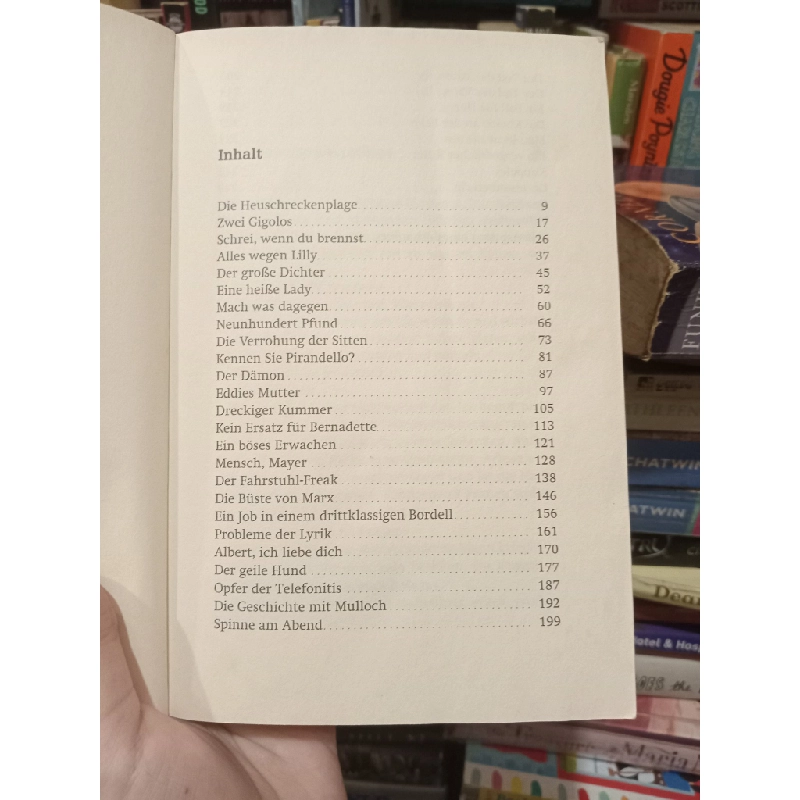 Inhalt
Die Heuschreckenplage 9
Zwei Gigolos 17
Schrei, wenn du brennst 26
Alles wegen Lilly 37
Der große Dichter 45
Eine heiße Lady 52
Mach was dagegen 60
Neunhundert Pfund 66
Die Verrohung der Sitten 73
Kennen Sie Pirandello? 81
Der Dämon 87
Eddies Mutter 97
Dreckiger Kummer 105
Kein Ersatz für Bernadette 113
Ein böses Erwachen 121
Mensch, Mayer 128
Der Fahrstuhl-Freak 138
Die Büste von Marx 146
Ein Job in einem drittklassigen Bordell 156
Probleme der Lyrik 161
Albert, ich liebe dich 170
Der geile Hund 177
Opfer der Telefonitis 187
Die Geschichte mit Mulloch 192
Spinne am Abend 199
Dougie
CHATWIN